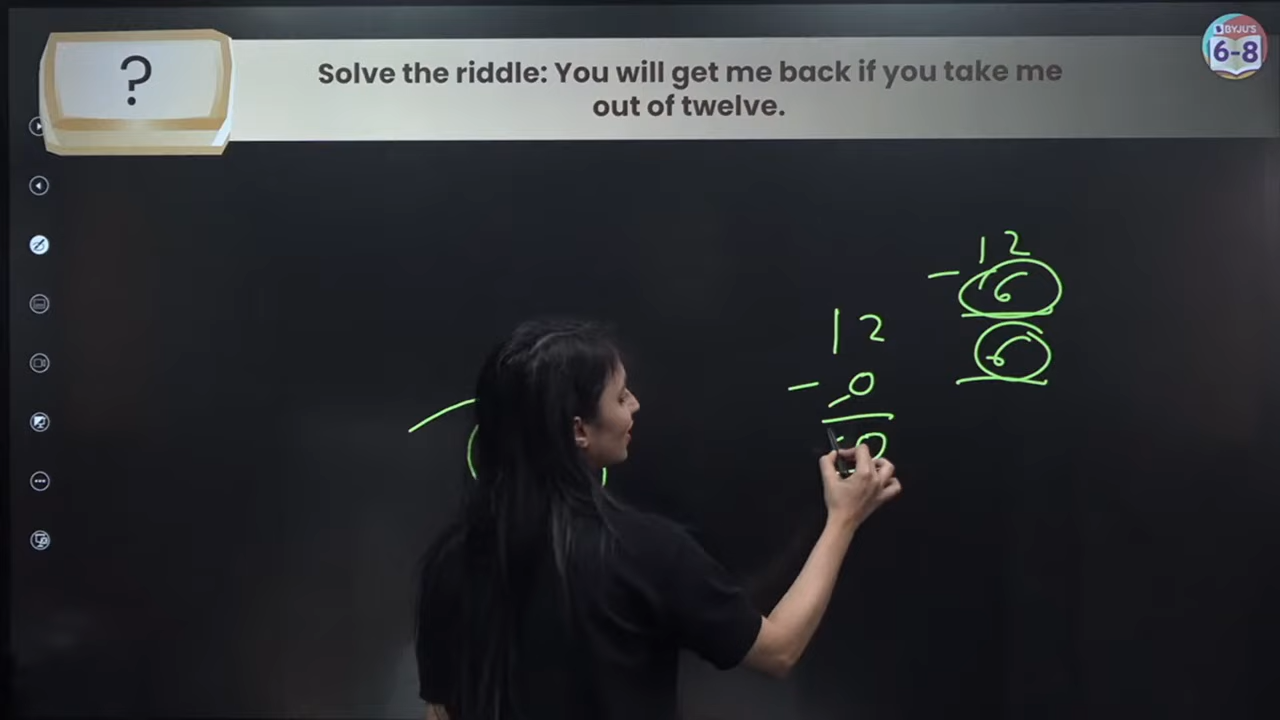 ?
Solve the riddle: You will get me back if you take me
out of twelve.
BYJU'S
6-8
12
- 6
6
12
- 0